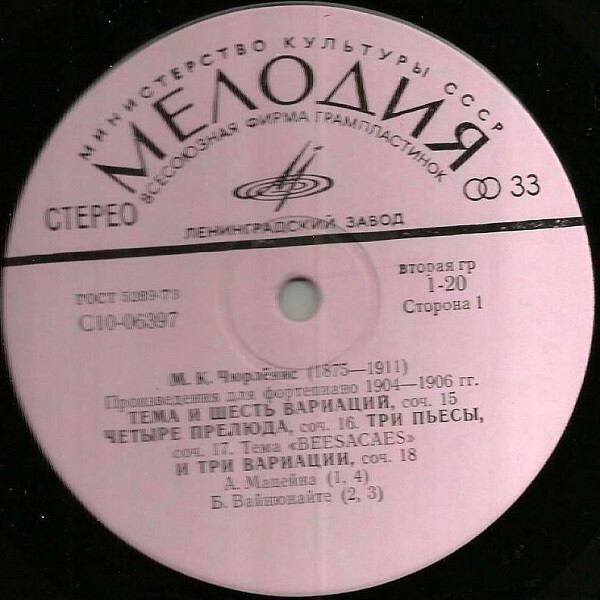 МИНИСТЕРСТВО КУЛЬТУРЫ СССР
МЕЛОДИЯ
ВСЕСОЮЗНАЯ ФИРМА ГРАМПЛАСТИНОК
СТЕРЕО
33
ЛЕНИНГРАДСКИЙ ЗАВОД
ГОСТ 5289-73
С10-06397
вторая гр
1-20
Сторона 1
М. К. Чюрлёнис (1875—1911)
Произведения для фортепиано 1904—1906 гг.
ТЕМА И ШЕСТЬ ВАРИАЦИЙ, соч. 15
ЧЕТЫРЕ ПРЕЛЮДА, соч. 16. ТРИ ПЬЕСЫ,
соч. 17. Тема «BEESACAES»
И ТРИ ВАРИАЦИИ, соч. 18
А. Мацейна (1, 4)
Б. Вайнюнайте (2, 3)